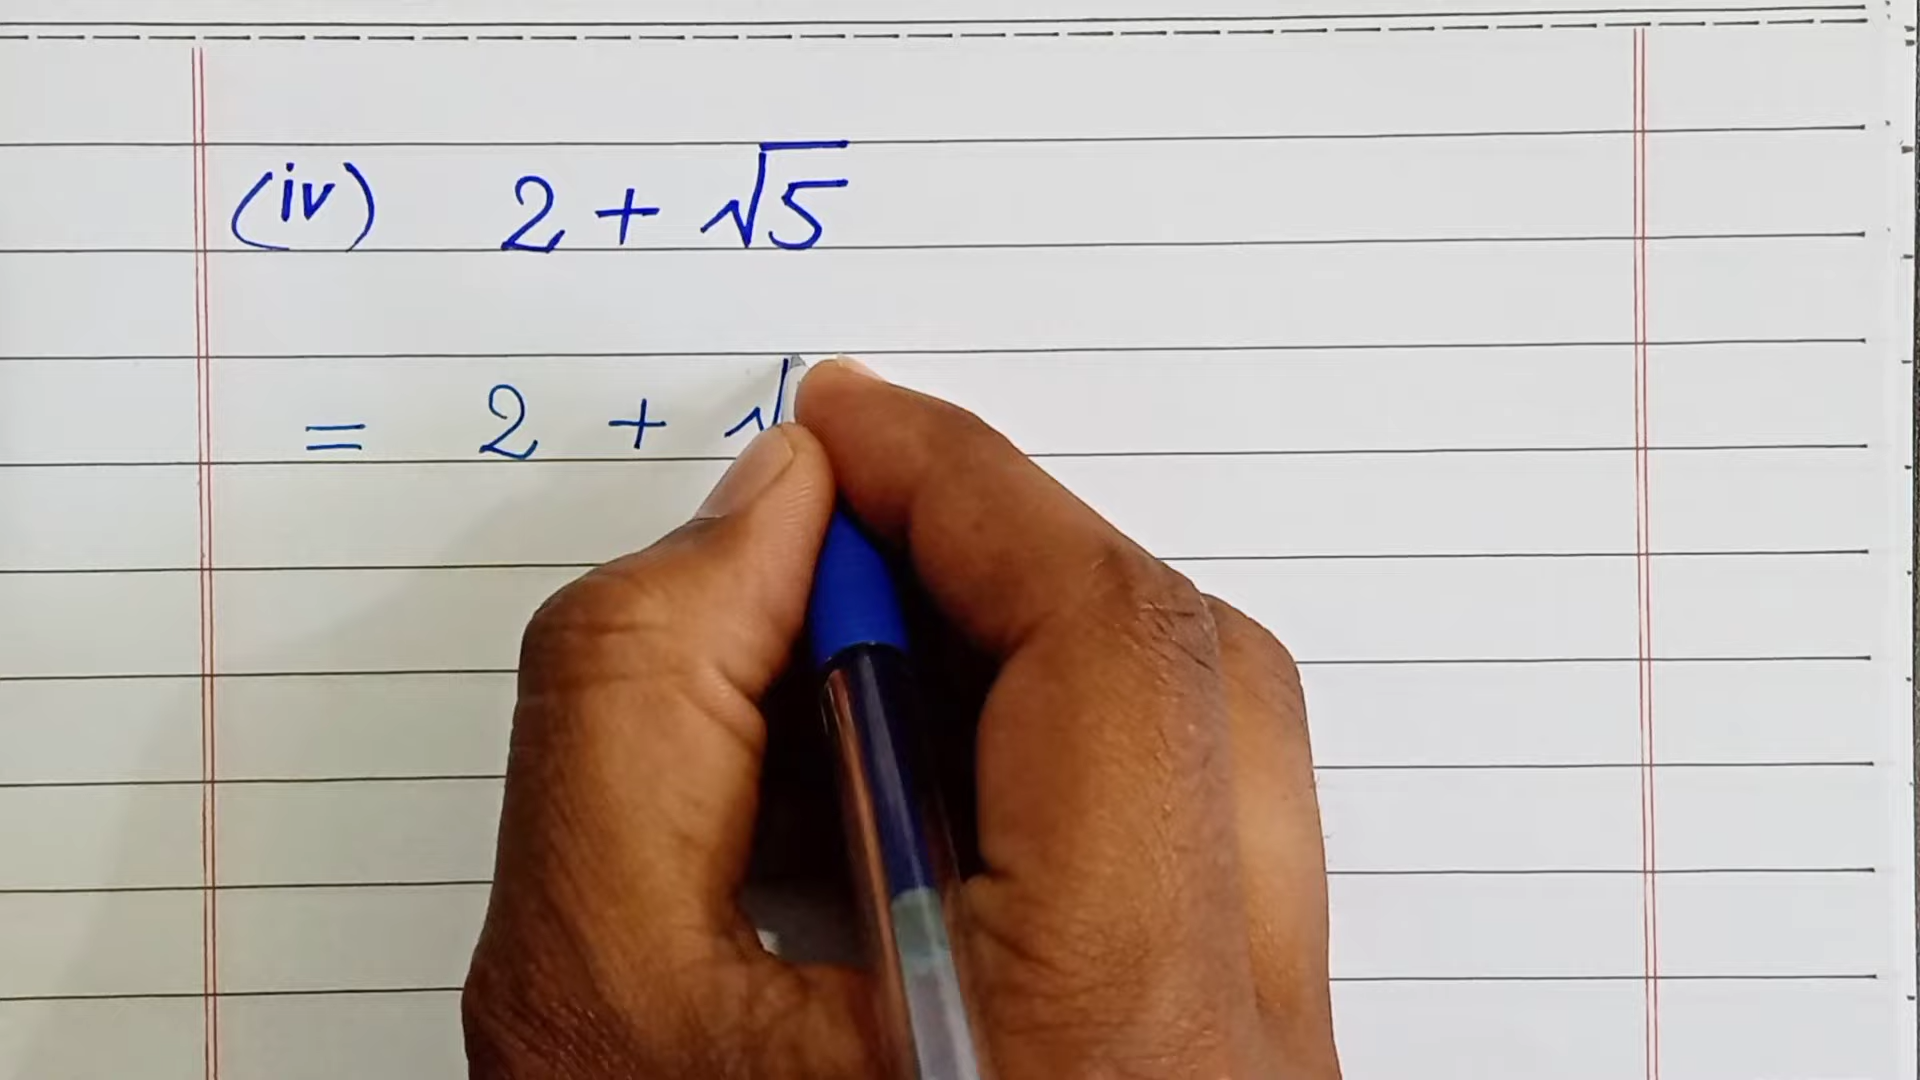 (iv) 2 + √5
= 2 + √